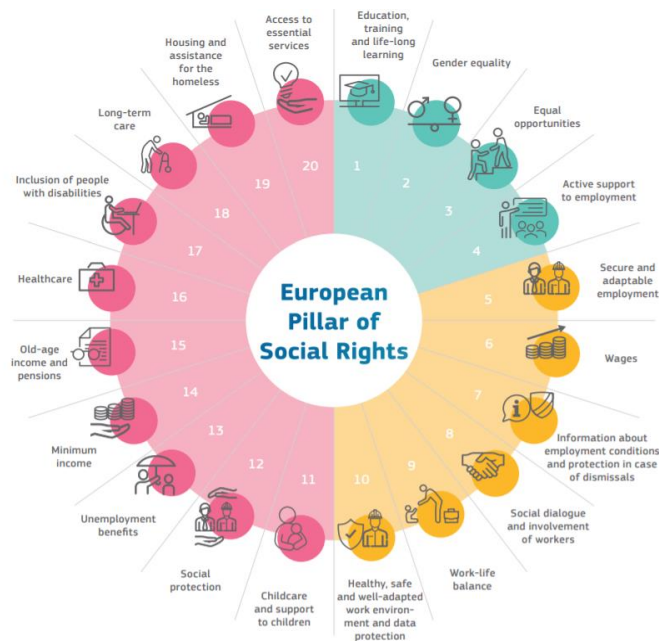 European
Pillar of
Social Rights
1
Education,
training
and life-long
learning
2
Gender equality
3
Equal
opportunities
4
Active support
to employment
5
Secure and
adaptable
employment
6
Wages
7
Information about
employment conditions
and protection in case
of dismissals
8
Social dialogue
and involvement
of workers
9
Work-life
balance
10
Healthy, safe
and well-adapted
work environ-
ment and data
protection
11
Childcare
and support
to children
12
Social
protection
13
Unemployment
benefits
14
Minimum
income
15
Old-age
income and
pensions
16
Healthcare
17
Inclusion of people
with disabilities
18
Long-term
care
19
Housing and
assistance
for the
homeless
20
Access to
essential
services